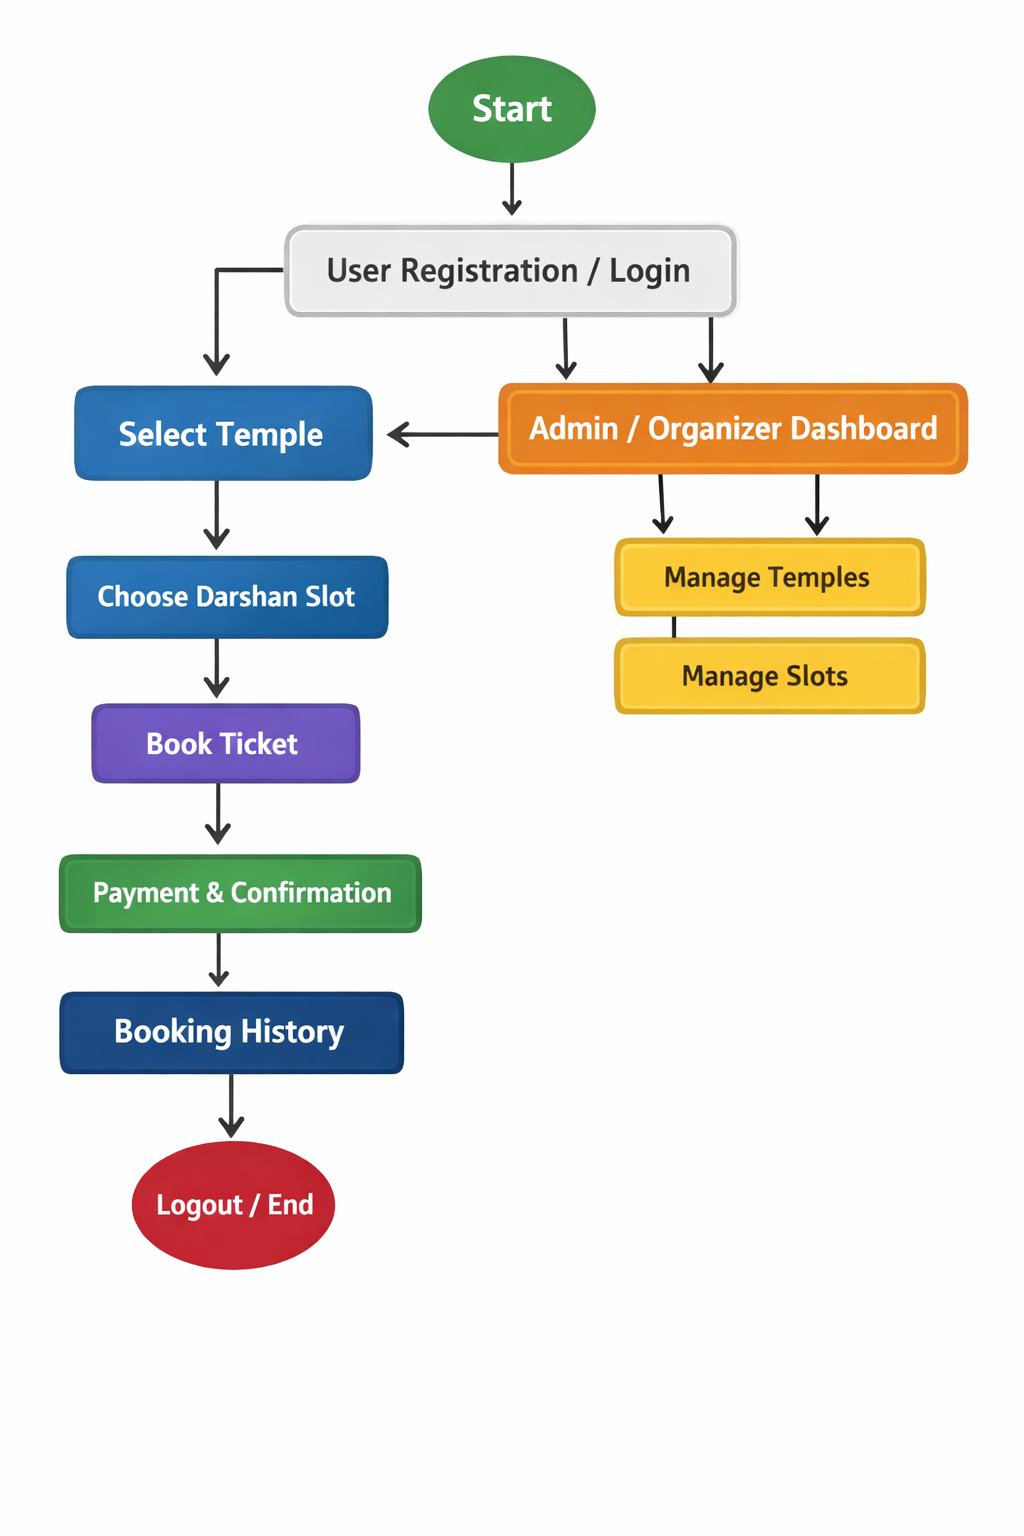 Start
User Registration / Login
Select Temple
Admin / Organizer Dashboard
Choose Darshan Slot
Manage Temples
Manage Slots
Book Ticket
Payment & Confirmation
Booking History
Logout / End